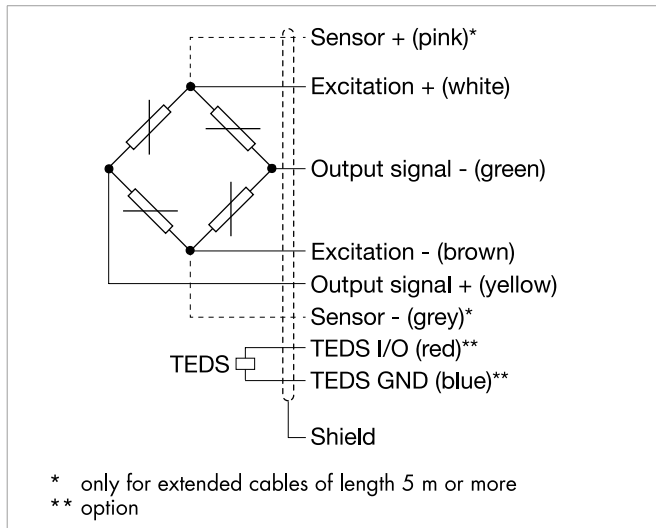 Sensor + (pink)*
Excitation + (white)
Output signal - (green)
Excitation - (brown)
Output signal + (yellow)
Sensor - (grey)*
TEDS I/O (red)**
TEDS
TEDS GND (blue)**
Shield
* only for extended cables of length 5 m or more
** option